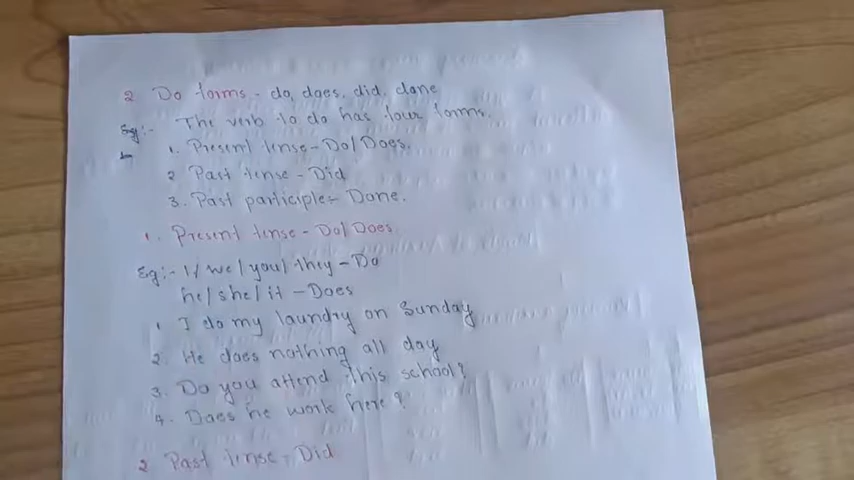 2 Do forms - do, does, did, done
Eg:- The verb to do has four forms.
1. Present tense - Do/Does.
2 Past tense - Did
3. Past participle - Done.
1. Present tense - Do/Does
Eg:- I/we/you/they - Do
he/she/it - Does
1 I do my laundry on Sunday
2. He does nothing all day
3. Do you attend this school?
4. Does he work here?
2 Past tense - Did